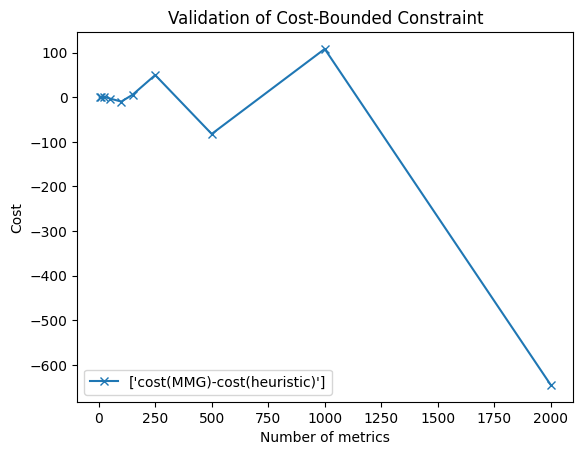 Validation of Cost-Bounded Constraint
100
0
−100
−200
−300
−400
−500
−600
Cost
['cost(MMG)-cost(heuristic)']
0 250 500 750 1000 1250 1500 1750 2000
Number of metrics